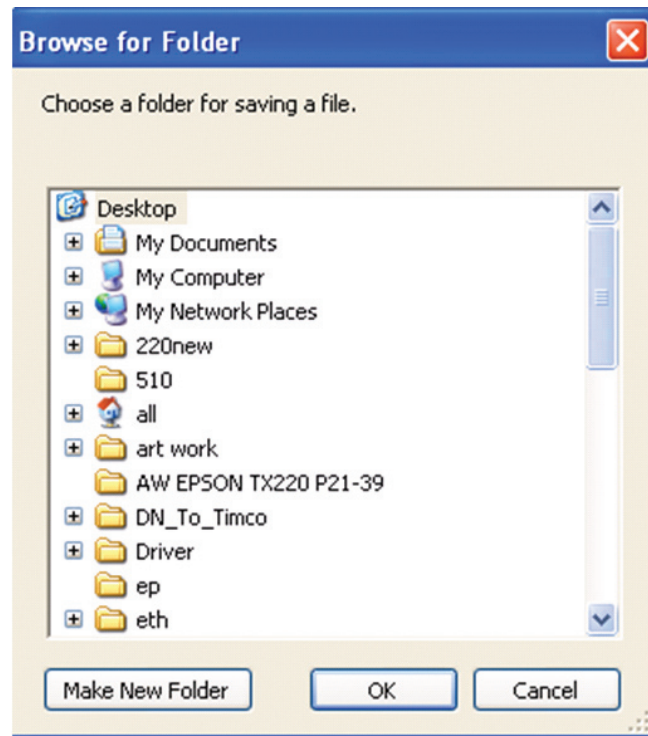 Browse for Folder
Choose a folder for saving a file.
Desktop
My Documents
My Computer
My Network Places
220new
510
all
art work
AW EPSON TX220 P21-39
DN_To_Timco
Driver
ep
eth
Make New Folder OK Cancel